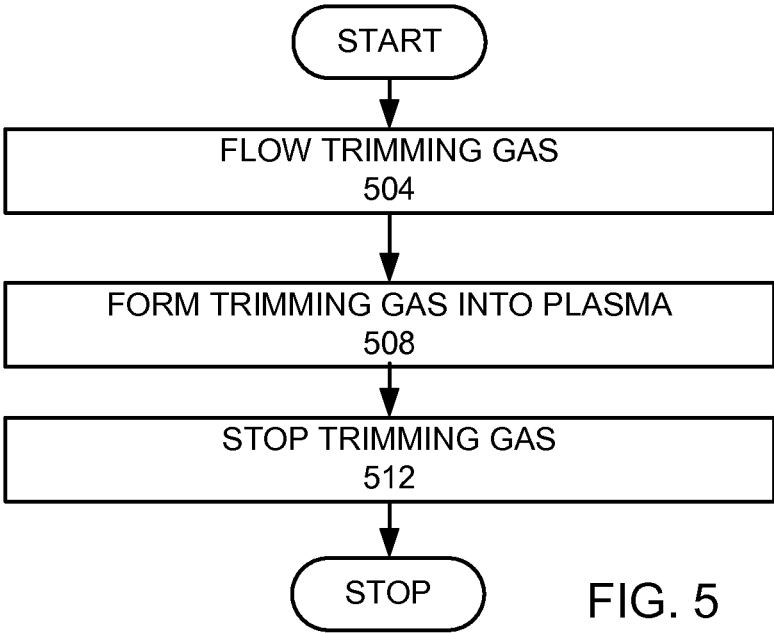 START
FLOW TRIMMING GAS
504
FORM TRIMMING GAS INTO PLASMA
508
STOP TRIMMING GAS
512
STOP
FIG. 5